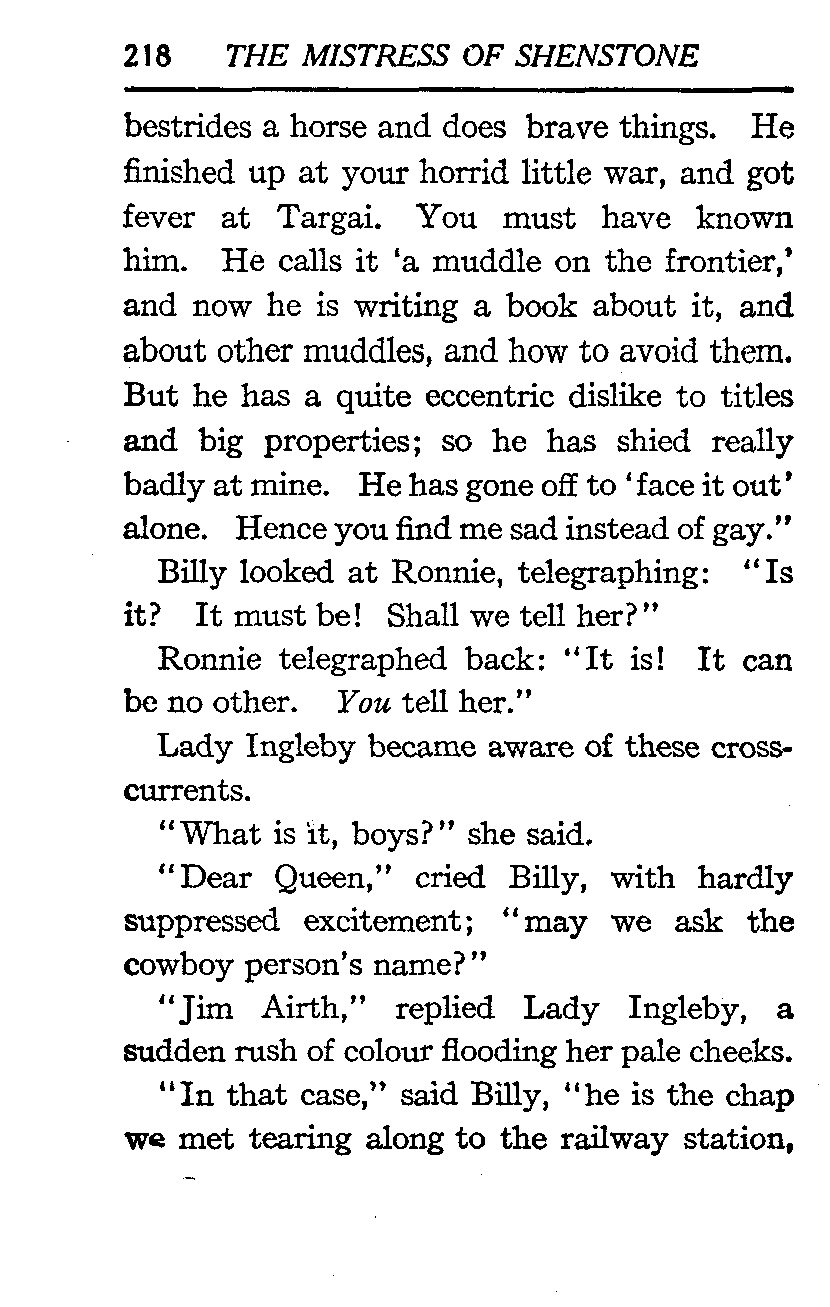 218 THE MISTRESS OF SHENSTONE
bestrides a horse and does brave things. He
finished up at your horrid little war, and got
fever at Targai. You must have known
him. He calls it 'a muddle on the frontier,'
and now he is writing a book about it, and
about other muddles, and how to avoid them.
But he has a quite eccentric dislike to titles
and big properties; so he has shied really
badly at mine. He has gone off to 'face it out'
alone. Hence you find me sad instead of gay."
Billy looked at Ronnie, telegraphing: "Is
it? It must be! Shall we tell her?"
Ronnie telegraphed back: "It is! It can
be no other. You tell her."
Lady Ingleby became aware of these cross-
currents.
"What is it, boys?" she said.
"Dear Queen," cried Billy, with hardly
suppressed excitement; "may we ask the
cowboy person's name?"
"Jim Airth," replied Lady Ingleby, a
sudden rush of colour flooding her pale cheeks.
"In that case," said Billy, "he is the chap
we met tearing along to the railway station,